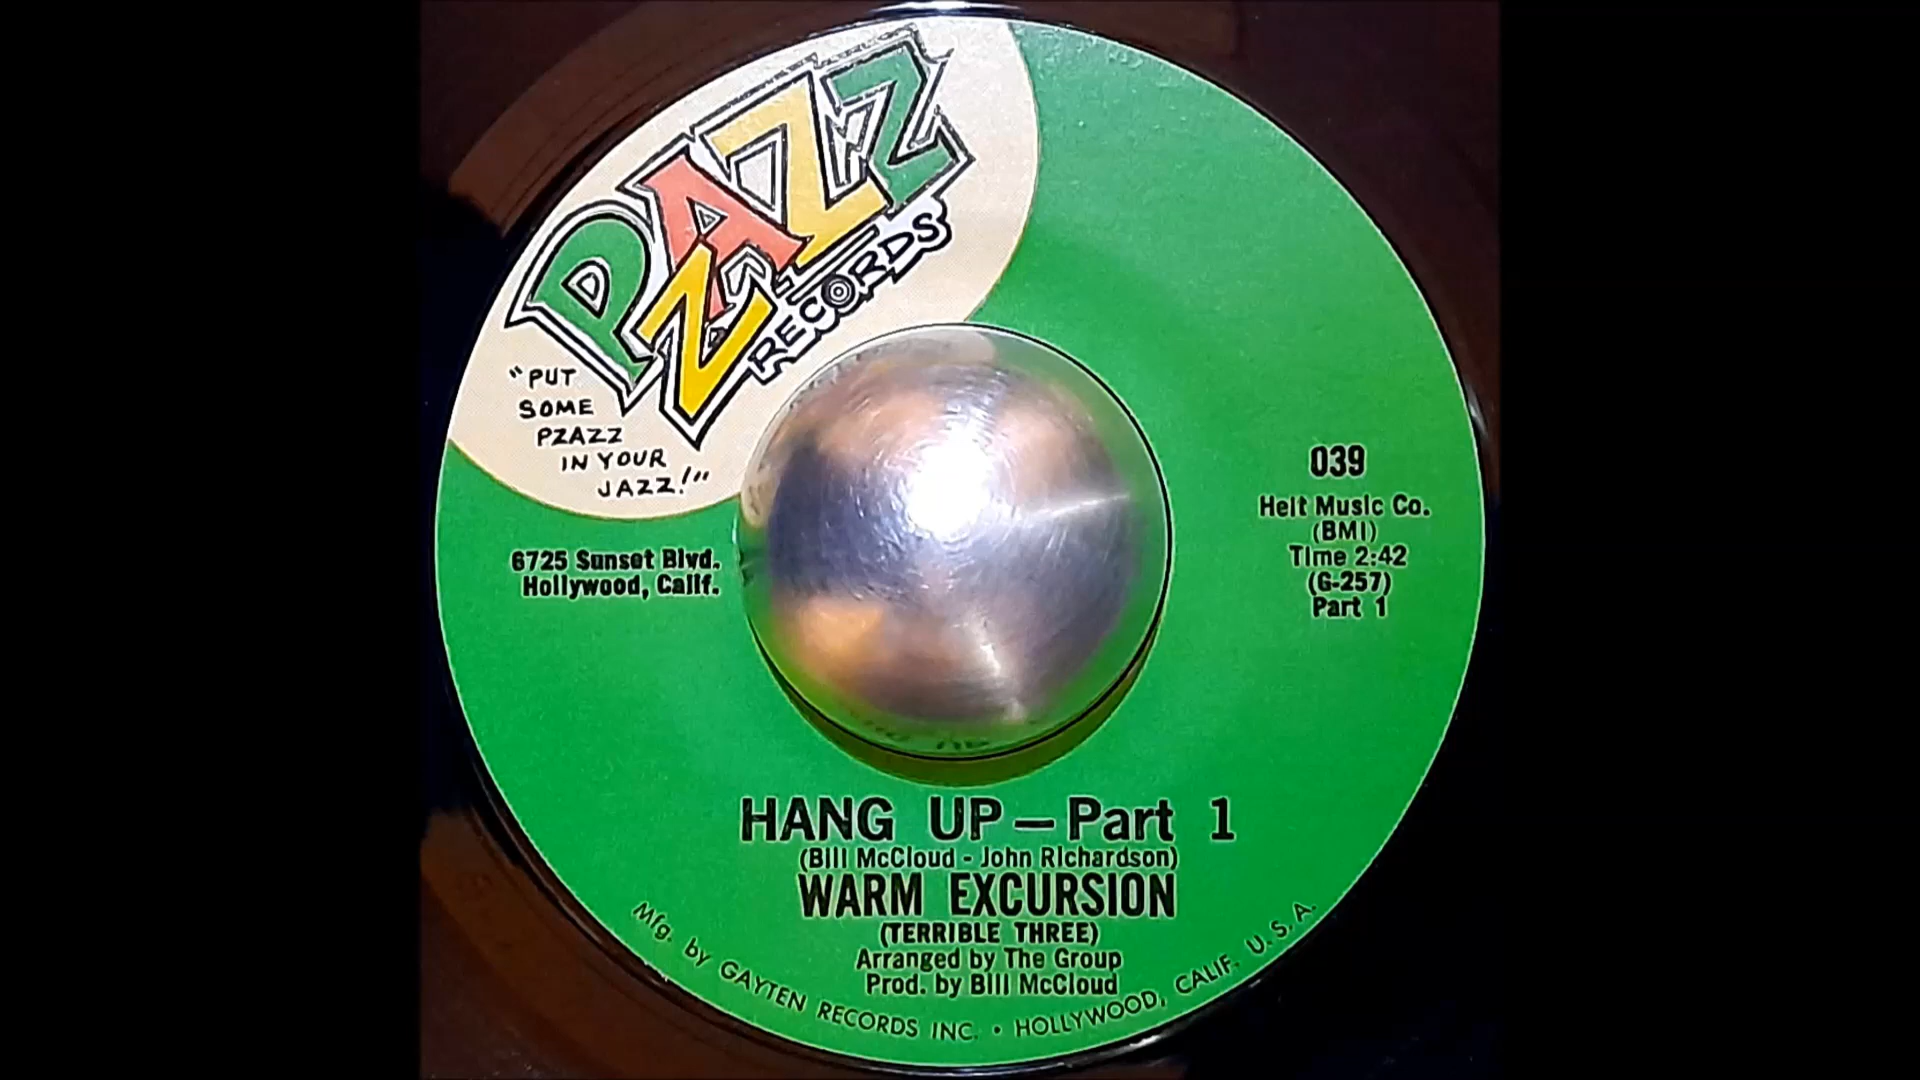 PZAZZ
RECORDS
"PUT
SOME
PZAZZ
IN YOUR
JAZZ!"
6725 Sunset Blvd.
Hollywood, Calif.
039
Heit Music Co.
(BMI)
Time 2:42
(G-257)
Part 1
HANG UP — Part 1
(Bill McCloud - John Richardson)
WARM EXCURSION
(TERRIBLE THREE)
Arranged by The Group
Prod. by Bill McCloud
Mfg. by GAYTEN RECORDS INC. • HOLLYWOOD, CALIF. U.S.A.